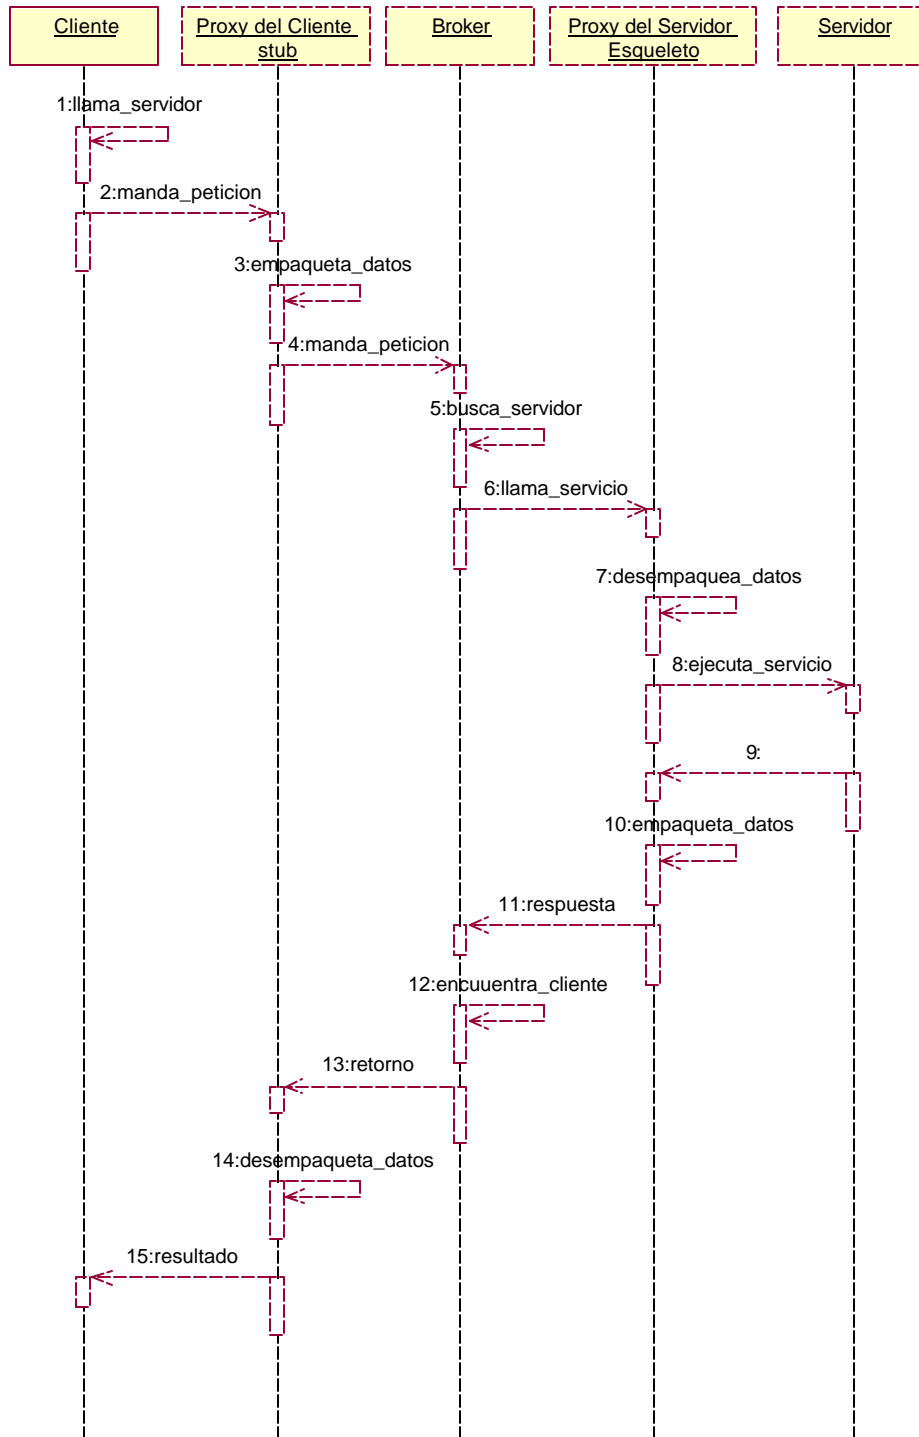 Cliente
Proxy del Cliente
stub
Broker
Proxy del Servidor
Esqueleto
Servidor
1:llama_servidor
2:manda_peticion
3:empaqueta_datos
4:manda_peticion
5:busca_servidor
6:llama_servicio
7:desempaquea_datos
8:ejecuta_servicio
9:
10:empaqueta_datos
11:respuesta
12:encuuentra_cliente
13:retorno
14:desempaqueta_datos
15:resultado